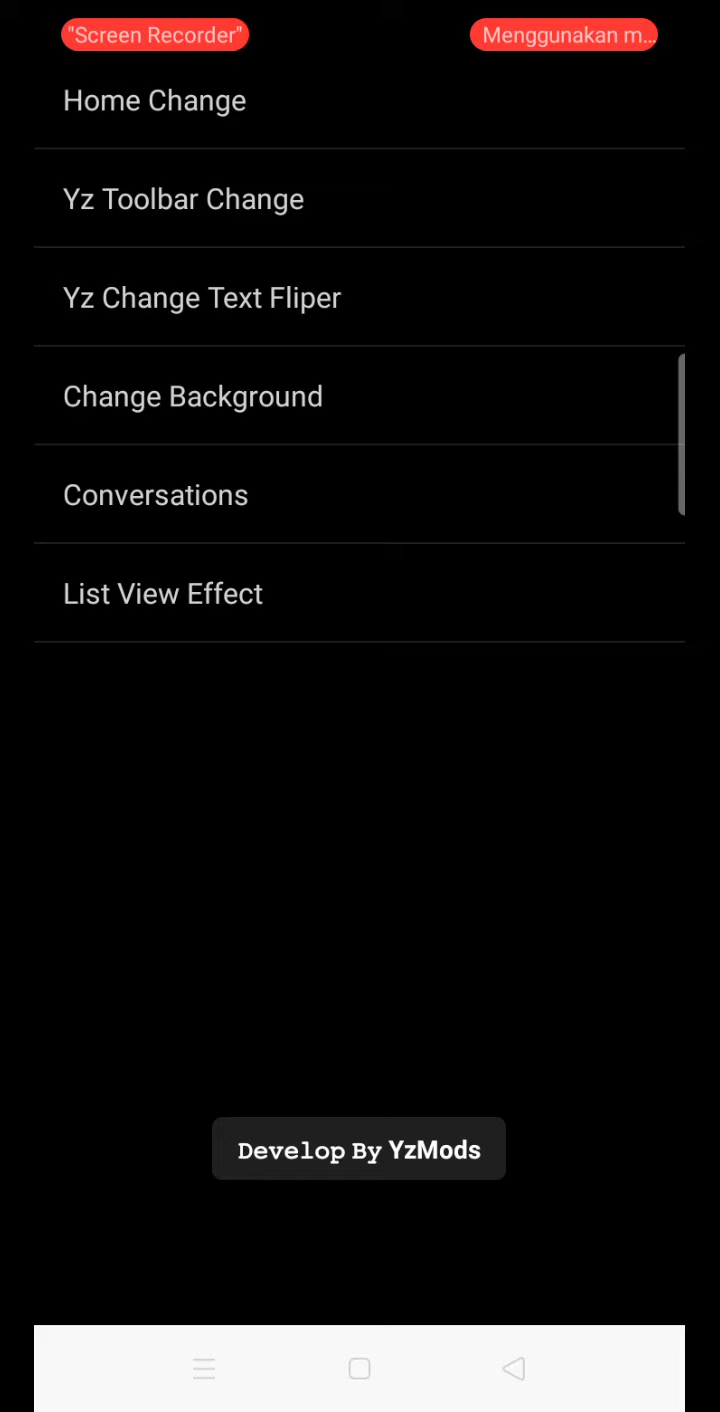 "Screen Recorder" Menggunakan m...
Home Change
Yz Toolbar Change
Yz Change Text Fliper
Change Background
Conversations
List View Effect
Develop By YzMods